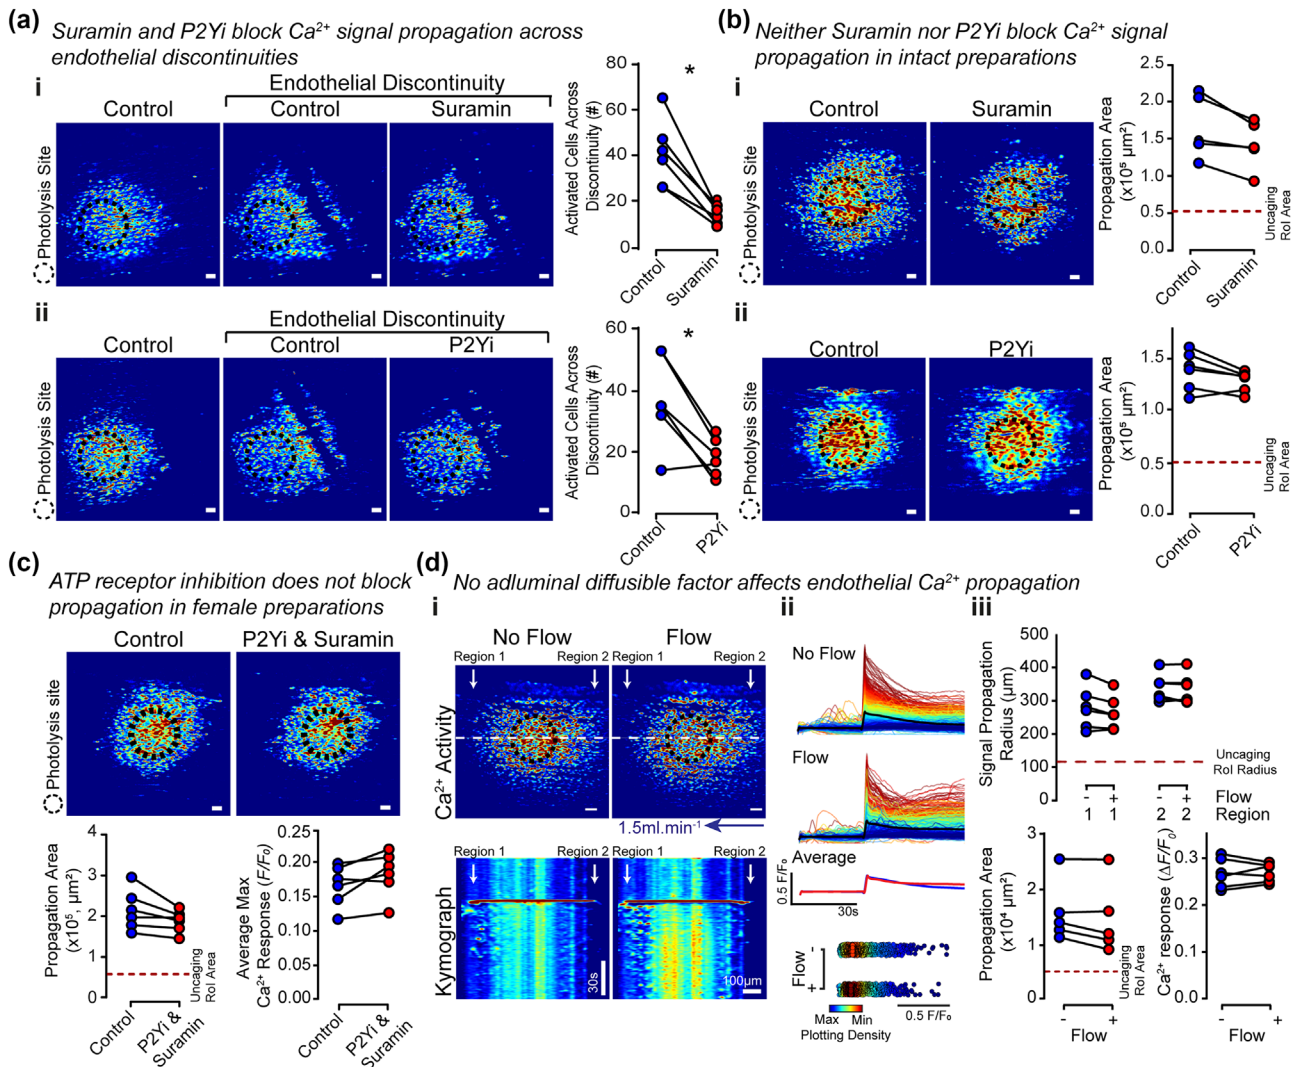 (a) Suramin and P2Yi block Ca²⁺ signal propagation across
endothelial discontinuities
i
Endothelial Discontinuity
Control
Control
Suramin
Photolysis Site
Activated Cells Across
Discontinuity (#)
80
60
40
20
0
*
Control
Suramin
ii
Endothelial Discontinuity
Control
Control
P2Yi
Photolysis Site
Activated Cells Across
Discontinuity (#)
60
40
20
0
*
Control
P2Yi
(b) Neither Suramin nor P2Yi block Ca²⁺ signal
propagation in intact preparations
i
Control
Suramin
Propagation Area
(x10⁵ µm²)
2.5
2.0
1.5
1.0
0.5
0.0
Uncaging
RoI Area
Control
Suramin
ii
Control
P2Yi
Propagation Area
(x10⁵ µm²)
1.5
1.0
0.5
0.0
Uncaging
RoI Area
Control
P2Yi
(c) ATP receptor inhibition does not block
propagation in female preparations
Control
P2Yi & Suramin
Photolysis site
Propagation Area
(x10⁵, µm²)
4
3
2
1
0
Uncaging
RoI Area
Control
P2Yi &
Suramin
Average Max
Ca²⁺ Response (F/F₀)
0.25
0.20
0.15
0.10
0.05
0.00
Control
P2Yi &
Suramin
(d) No adluminal diffusible factor affects endothelial Ca²⁺ propagation
i
No Flow
Flow
Region 1
Region 2
Region 1
Region 2
Ca²⁺ Activity
1.5ml.min⁻¹
Region 1
Region 2
Region 1
Region 2
Kymograph
30s
100µm
ii
No Flow
Flow
Average
0.5 F/F₀
30s
Flow
-
+
0.5 F/F₀
Max
Min
Plotting Density
iii
Signal Propagation
Radius (µm)
500
400
300
200
100
0
Uncaging
RoI Radius
- + - + Flow
1 1 2 2 Region
Propagation Area
(x10⁴ µm²)
3
2
1
0
Uncaging
RoI Area
- +
Flow
Ca²⁺ response (ΔF/F₀)
0.3
0.2
0.1
0.0
- +
Flow